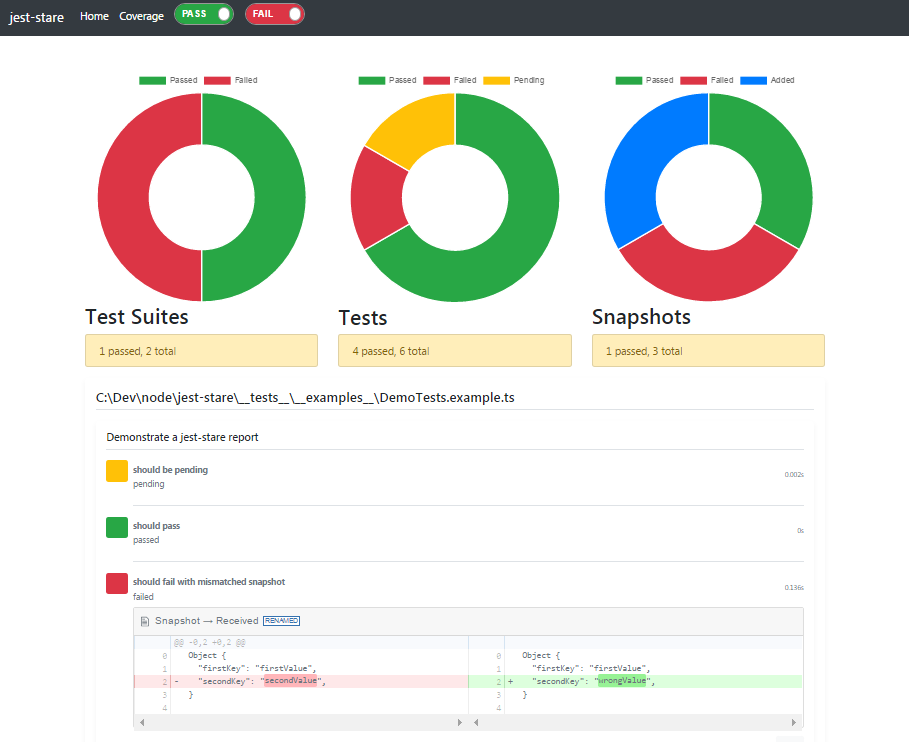 jest-stare Home Coverage PASS FAIL
Passed Failed
Passed Failed Pending
Passed Failed Added
Test Suites
1 passed, 2 total
Tests
4 passed, 6 total
Snapshots
1 passed, 3 total
C:\Dev\node\jest-stare\__tests__\__examples__\DemoTests.example.ts
Demonstrate a jest-stare report
should be pending 0.002s
pending
should pass 0s
passed
should fail with mismatched snapshot 0.136s
failed
Snapshot → Received RENAMED
@@ -0,2 +0,2 @@
0 Object {
1 "firstKey": "firstValue",
2 - "secondKey": "secondValue",
3 }
4
0 Object {
1 "firstKey": "firstValue",
2 + "secondKey": "wrongValue",
3 }
4